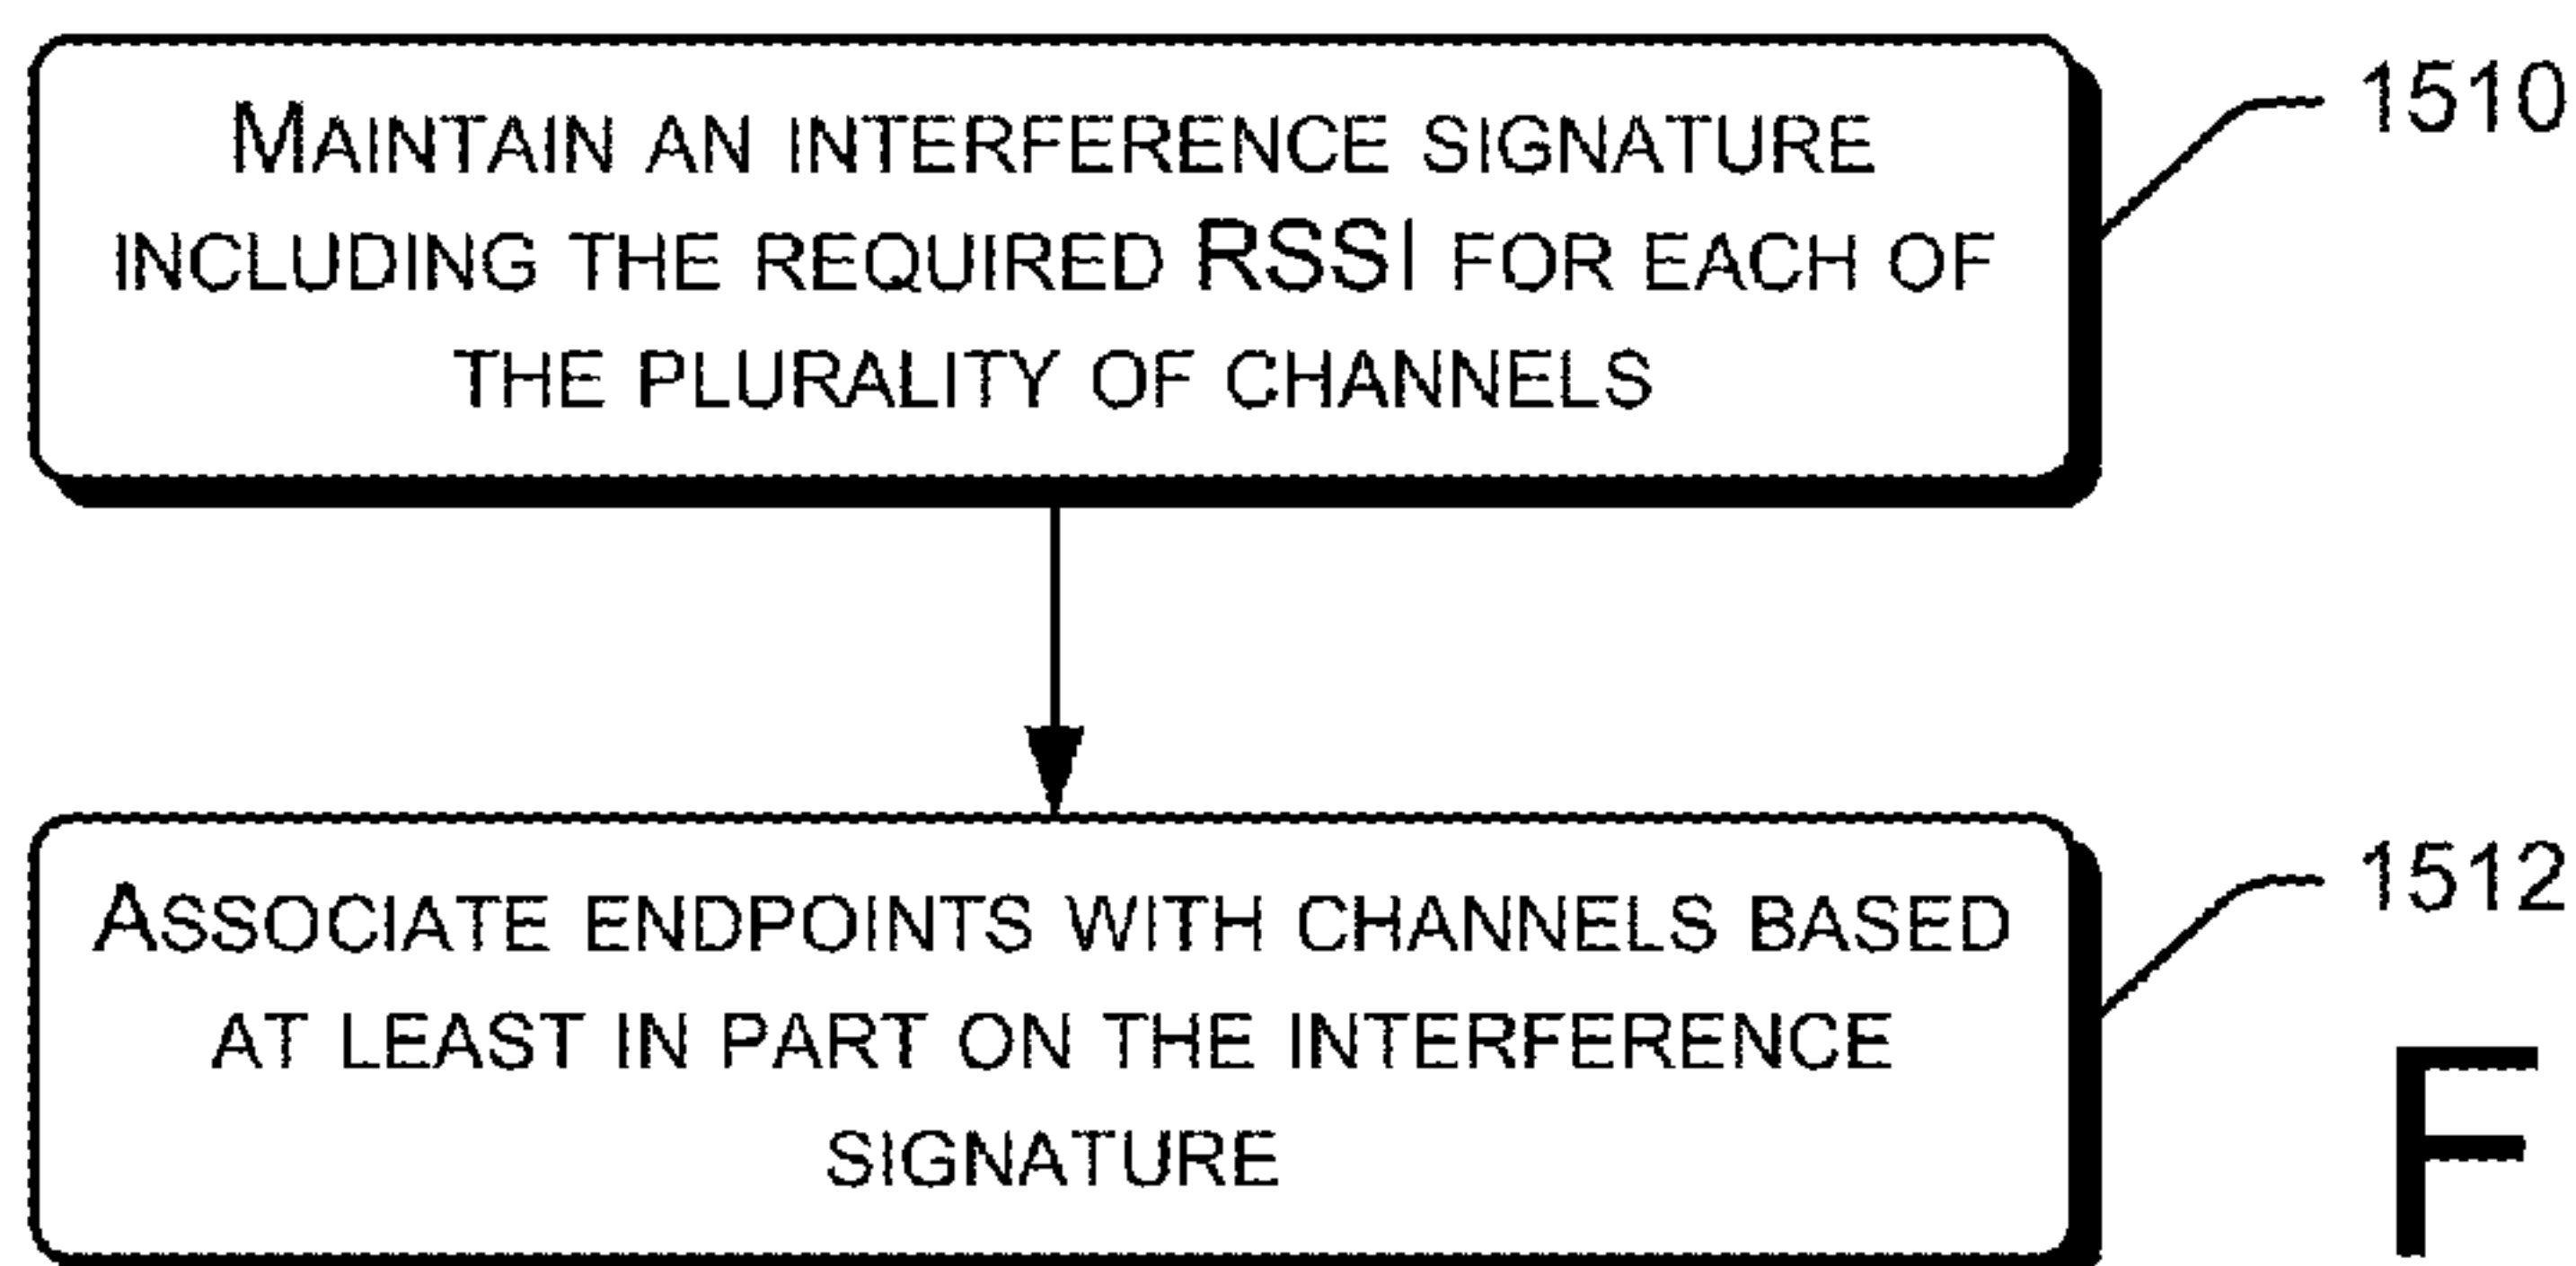 MAINTAIN AN INTERFERENCE SIGNATURE
INCLUDING THE REQUIRED RSSI FOR EACH OF
THE PLURALITY OF CHANNELS
1510
ASSOCIATE ENDPOINTS WITH CHANNELS BASED
AT LEAST IN PART ON THE INTERFERENCE
SIGNATURE
1512
F